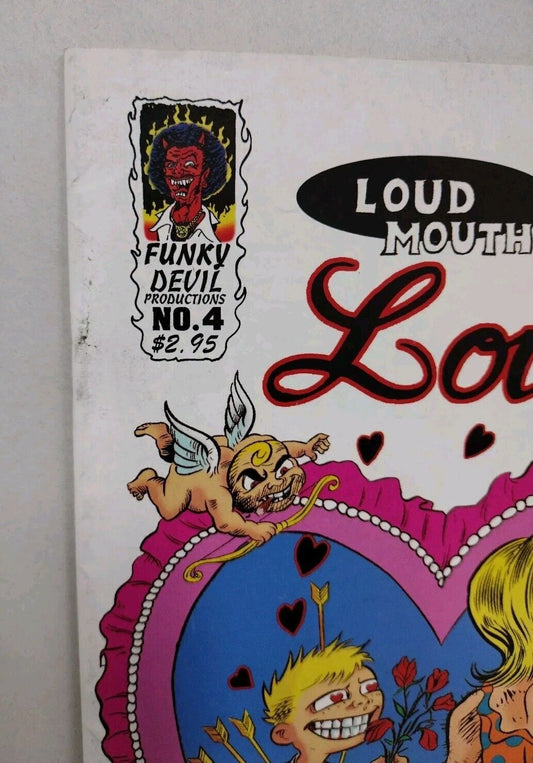 FUNKY
DEVIL
PRODUCTIONS
NO.4
$2.95
LOUD
MOUTH